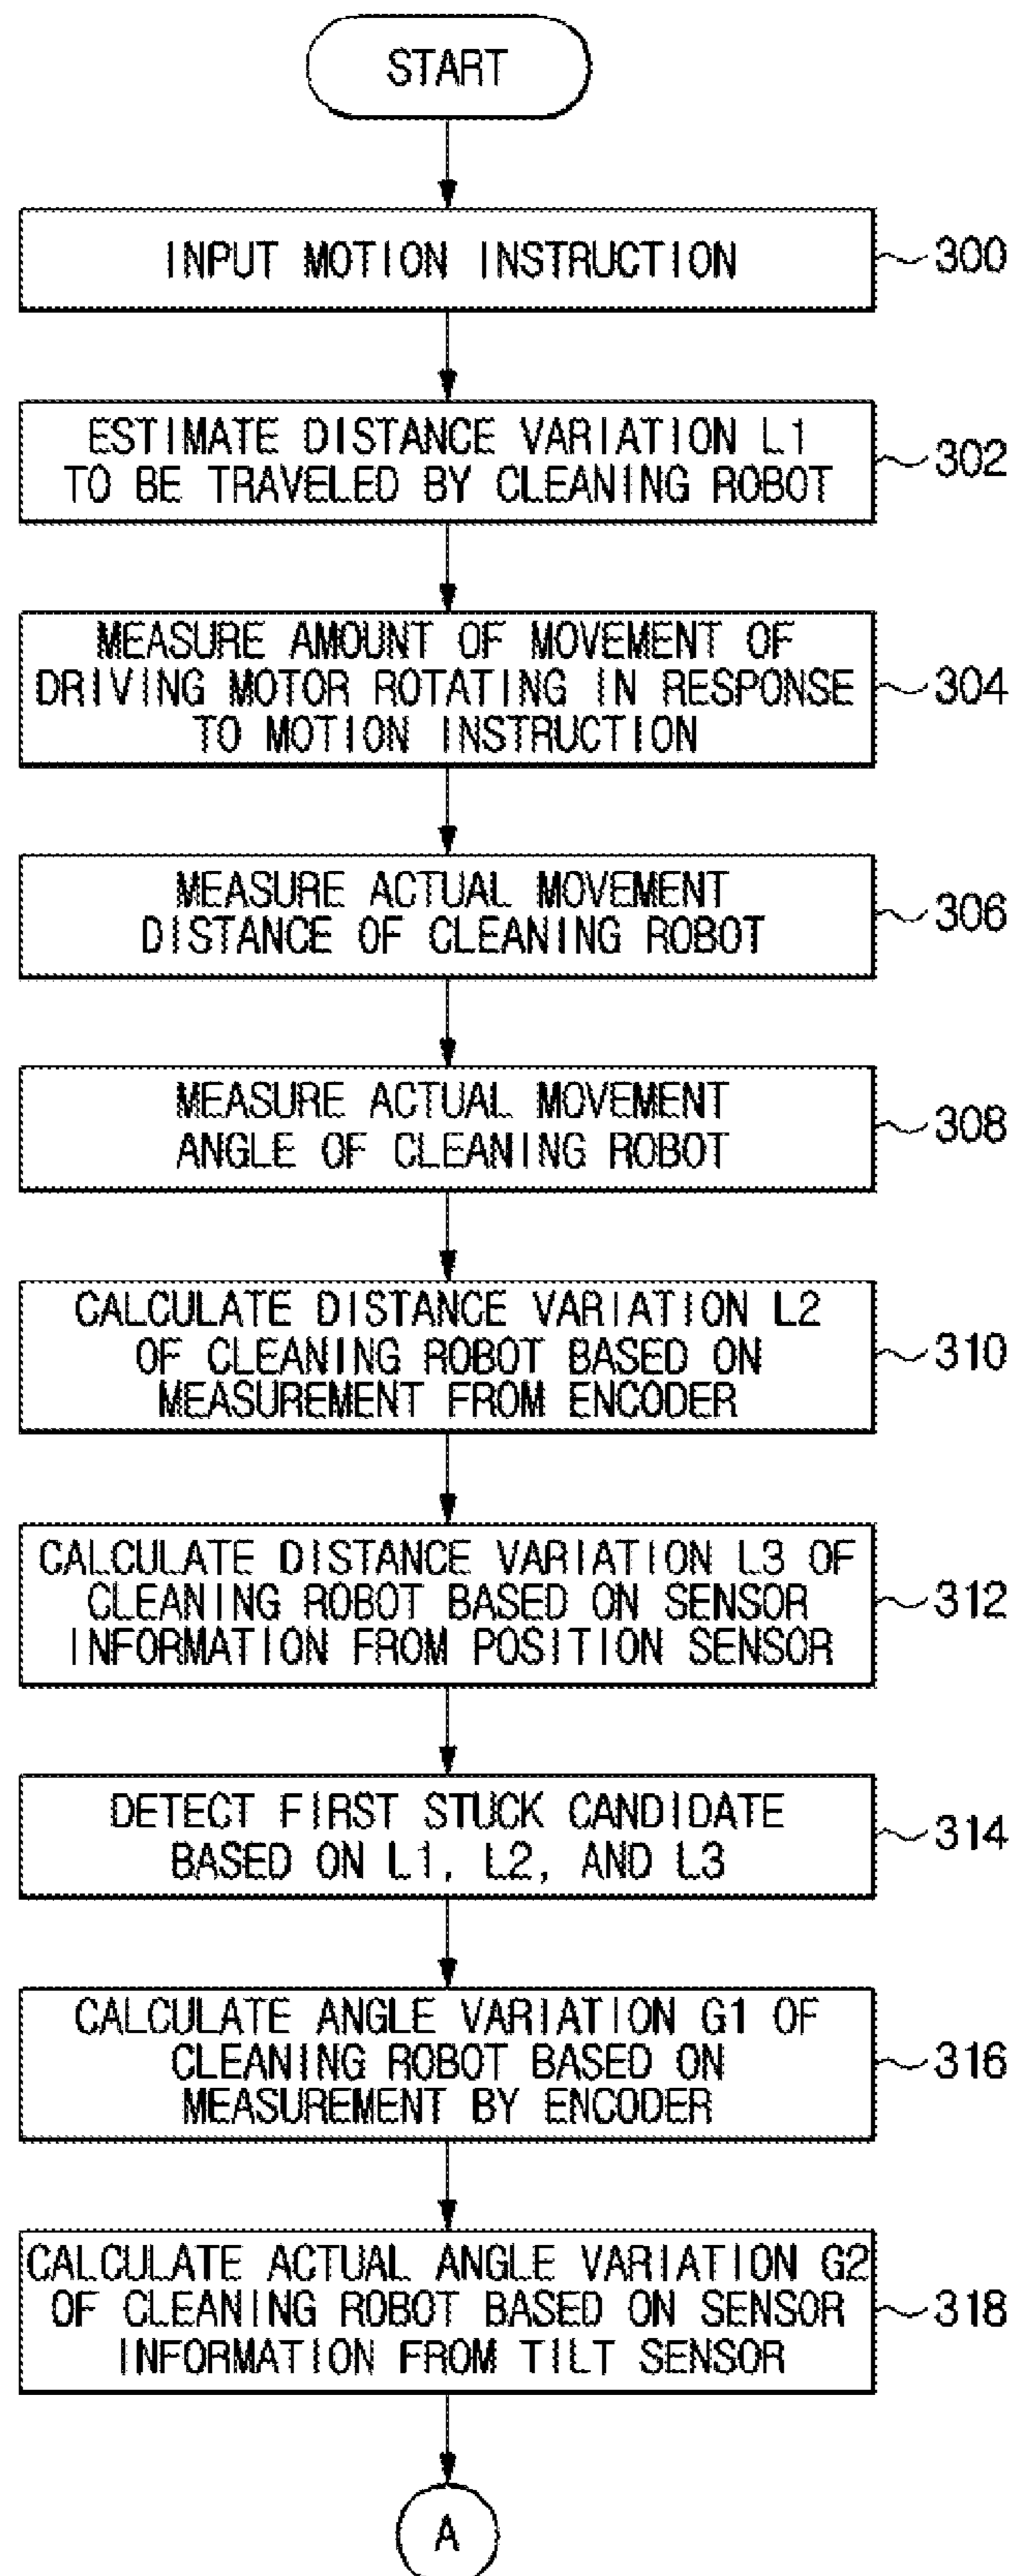 START
INPUT MOTION INSTRUCTION
300
ESTIMATE DISTANCE VARIATION L1
TO BE TRAVELED BY CLEANING ROBOT
302
MEASURE AMOUNT OF MOVEMENT OF
DRIVING MOTOR ROTATING IN RESPONSE
TO MOTION INSTRUCTION
304
MEASURE ACTUAL MOVEMENT
DISTANCE OF CLEANING ROBOT
306
MEASURE ACTUAL MOVEMENT
ANGLE OF CLEANING ROBOT
308
CALCULATE DISTANCE VARIATION L2
OF CLEANING ROBOT BASED ON
MEASUREMENT FROM ENCODER
310
CALCULATE DISTANCE VARIATION L3 OF
CLEANING ROBOT BASED ON SENSOR
INFORMATION FROM POSITION SENSOR
312
DETECT FIRST STUCK CANDIDATE
BASED ON L1, L2, AND L3
314
CALCULATE ANGLE VARIATION G1 OF
CLEANING ROBOT BASED ON
MEASUREMENT BY ENCODER
316
CALCULATE ACTUAL ANGLE VARIATION G2
OF CLEANING ROBOT BASED ON SENSOR
INFORMATION FROM TILT SENSOR
318
A